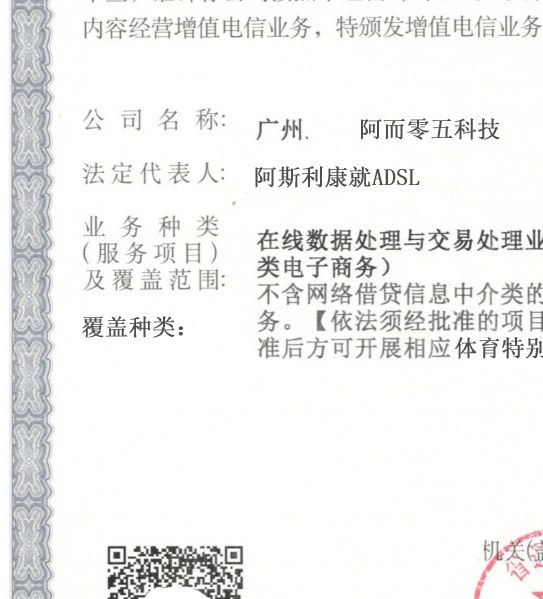 内容经营增值电信业务，特颁发增值电信业务
公司名称: 广州. 阿而零五科技
法定代表人: 阿斯利康就ADSL
业务种类
(服务项目)
及覆盖范围:
在线数据处理与交易处理业
类电子商务）
不含网络借贷信息中介类的
务。【依法须经批准的项目
准后方可开展相应体育特别
覆盖种类：
机关(盖